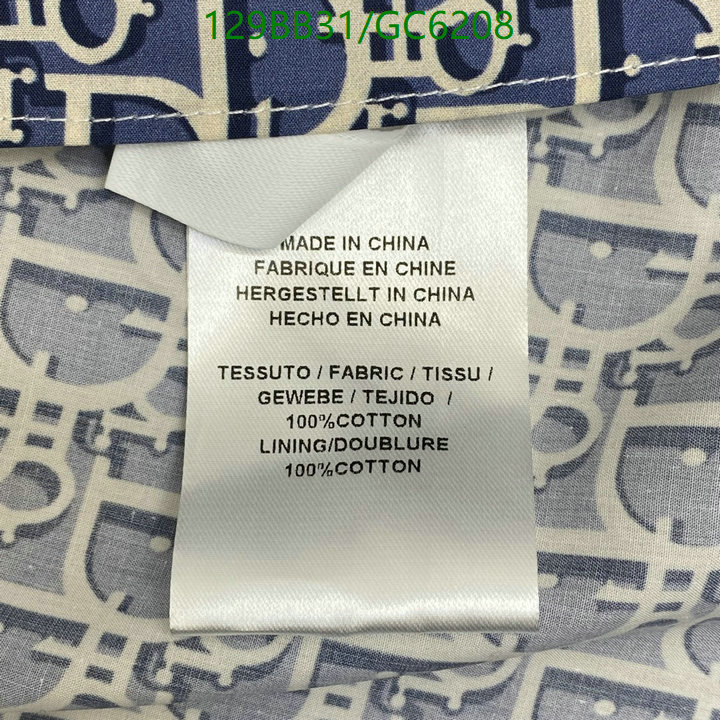 129BB31/GC6208
MADE IN CHINA
FABRIQUE EN CHINE
HERGESTELLT IN CHINA
HECHO EN CHINA
TESSUTO / FABRIC / TISSU /
GEWEBE / TEJIDO /
100%COTTON
LINING/DOUBLURE
100%COTTON